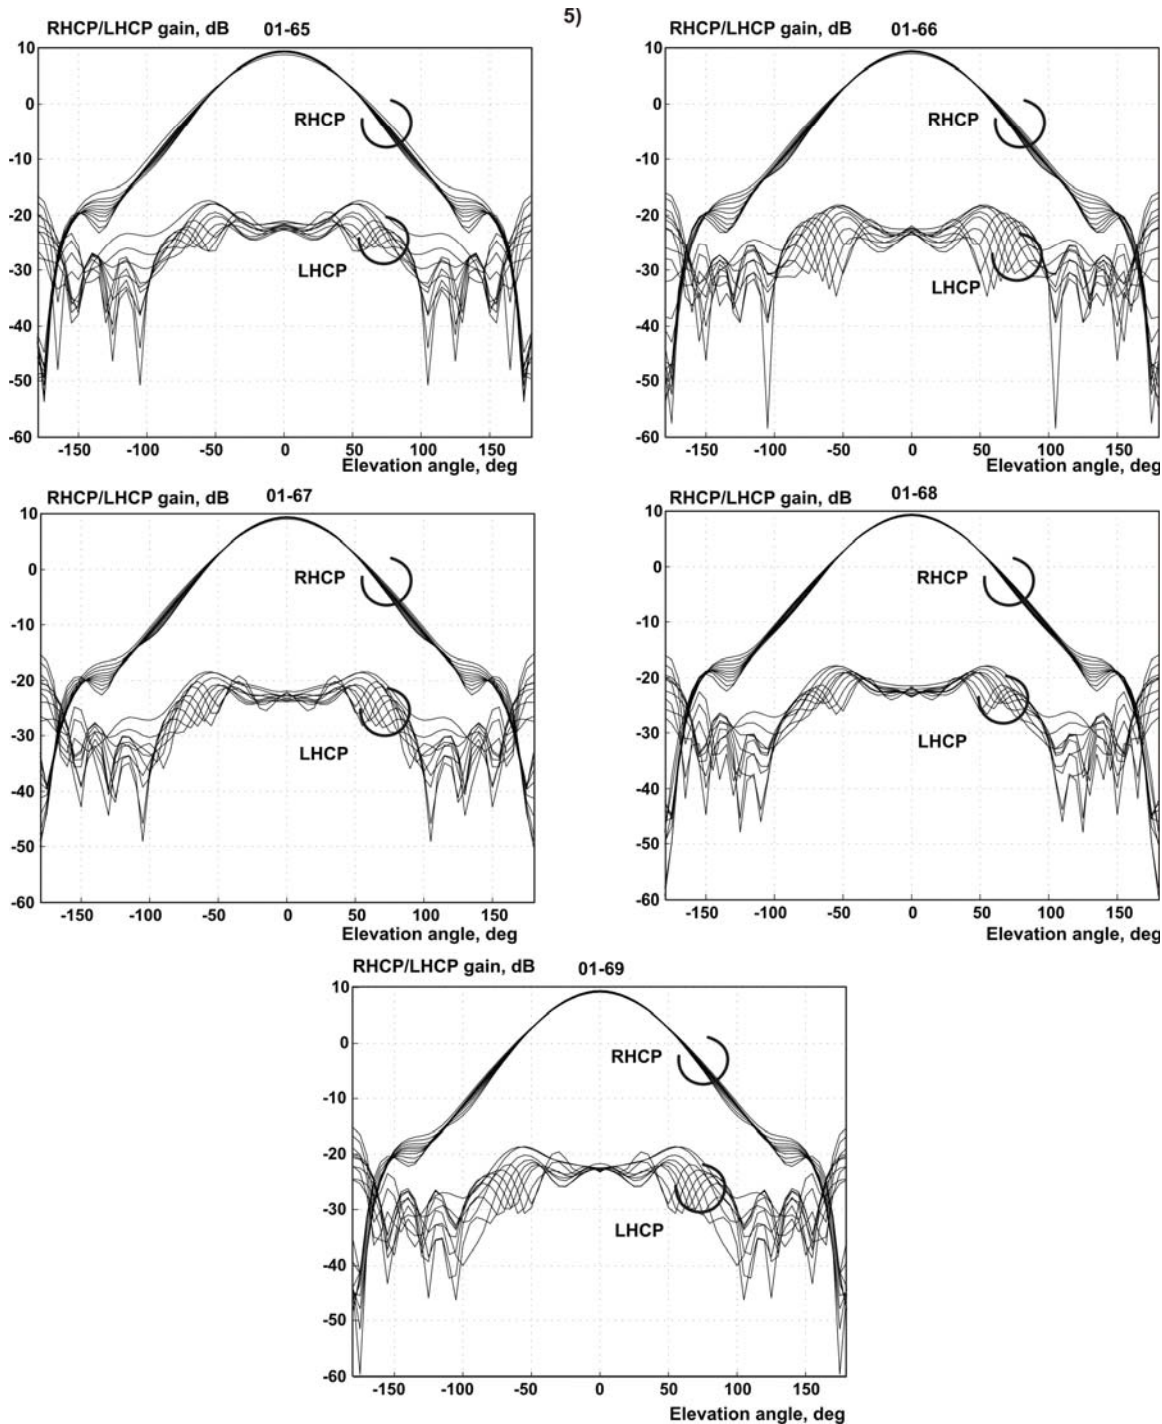 5)
RHCP/LHCP gain, dB 01-65
10
0
-10
-20
-30
-40
-50
-60
RHCP
LHCP
-150 -100 -50 0 50 100 150
Elevation angle, deg
RHCP/LHCP gain, dB 01-66
10
0
-10
-20
-30
-40
-50
-60
RHCP
LHCP
-150 -100 -50 0 50 100 150
Elevation angle, deg
RHCP/LHCP gain, dB 01-67
10
0
-10
-20
-30
-40
-50
-60
RHCP
LHCP
-150 -100 -50 0 50 100 150
Elevation angle, deg
RHCP/LHCP gain, dB 01-68
10
0
-10
-20
-30
-40
-50
-60
RHCP
LHCP
-150 -100 -50 0 50 100 150
Elevation angle, deg
RHCP/LHCP gain, dB 01-69
10
0
-10
-20
-30
-40
-50
-60
RHCP
LHCP
-150 -100 -50 0 50 100 150
Elevation angle, deg